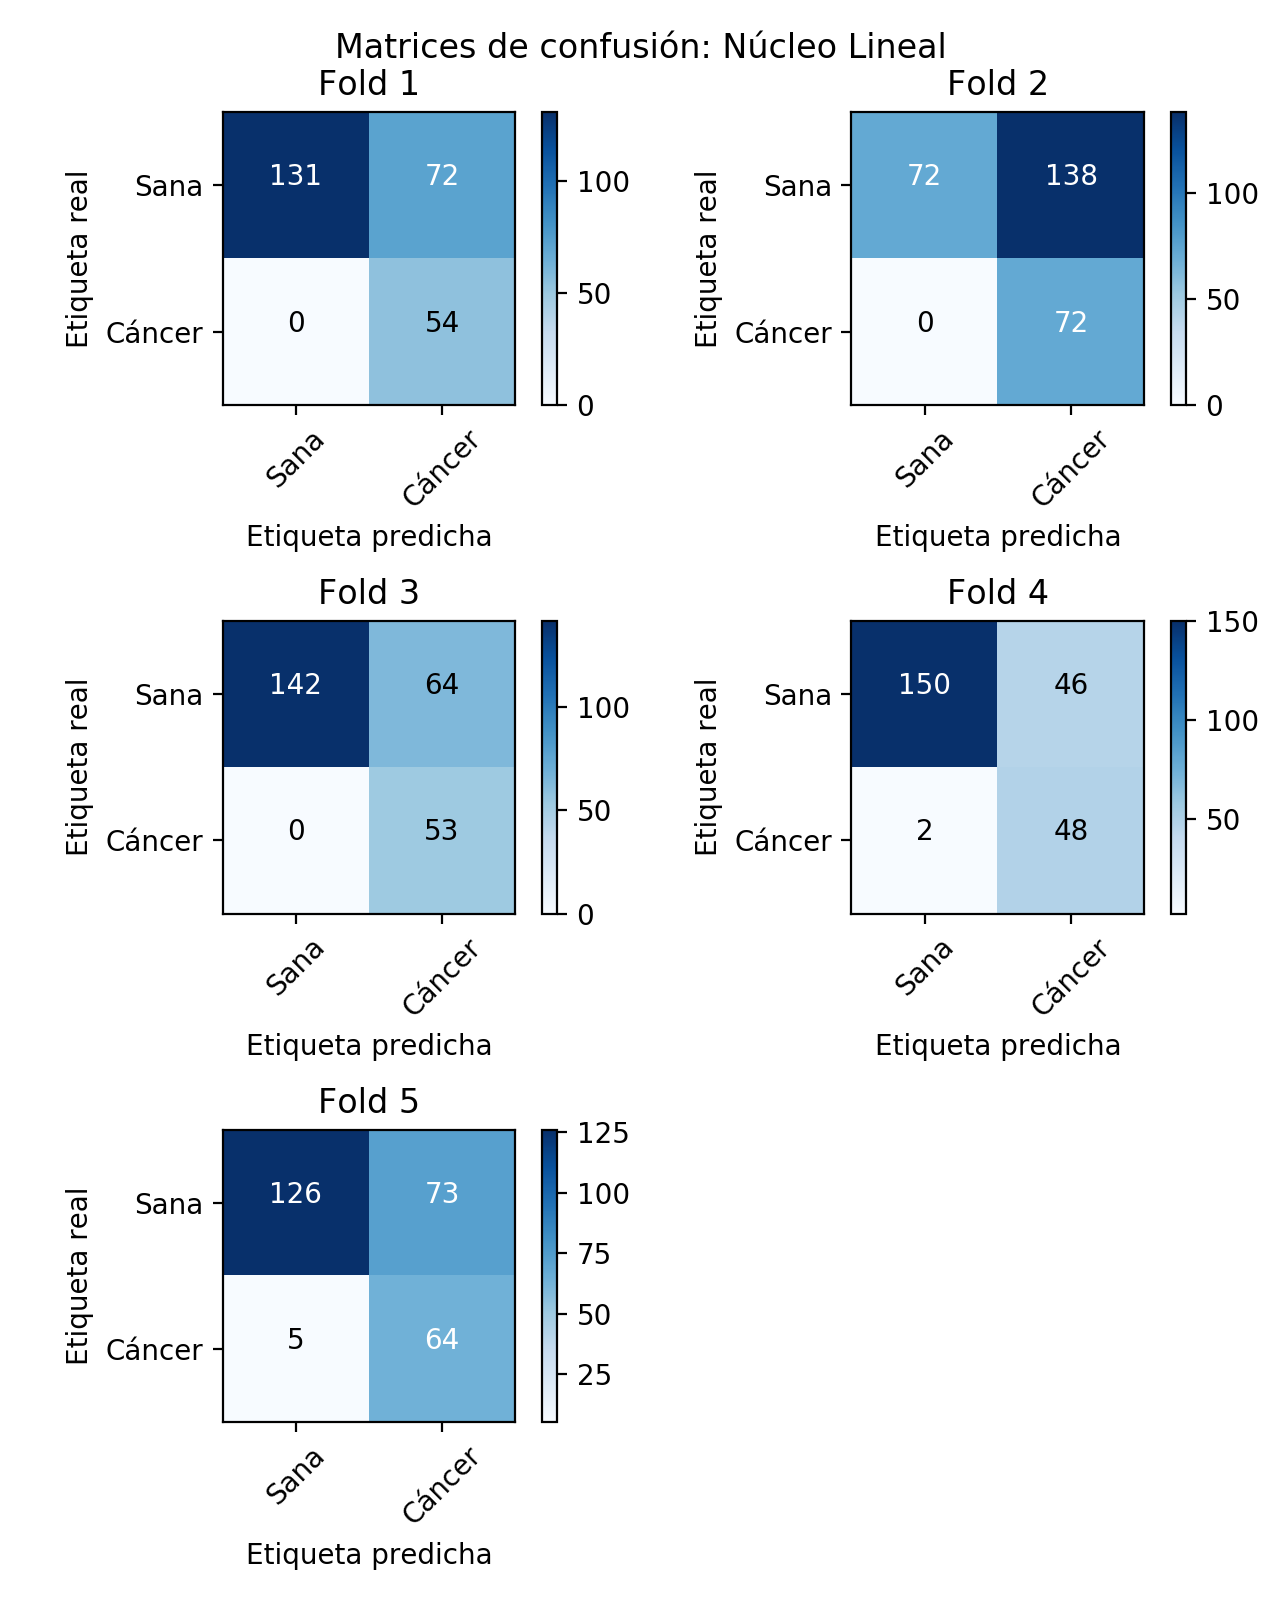 Matrices de confusión: Núcleo Lineal
Fold 1
Etiqueta real
Sana
131
72
Cáncer
0
54
100
50
0
Sana
Cáncer
Etiqueta predicha
Fold 2
Etiqueta real
Sana
72
138
Cáncer
0
72
100
50
0
Sana
Cáncer
Etiqueta predicha
Fold 3
Etiqueta real
Sana
142
64
Cáncer
0
53
100
50
0
Sana
Cáncer
Etiqueta predicha
Fold 4
Etiqueta real
Sana
150
46
Cáncer
2
48
150
100
50
Sana
Cáncer
Etiqueta predicha
Fold 5
Etiqueta real
Sana
126
73
Cáncer
5
64
125
100
75
50
25
Sana
Cáncer
Etiqueta predicha